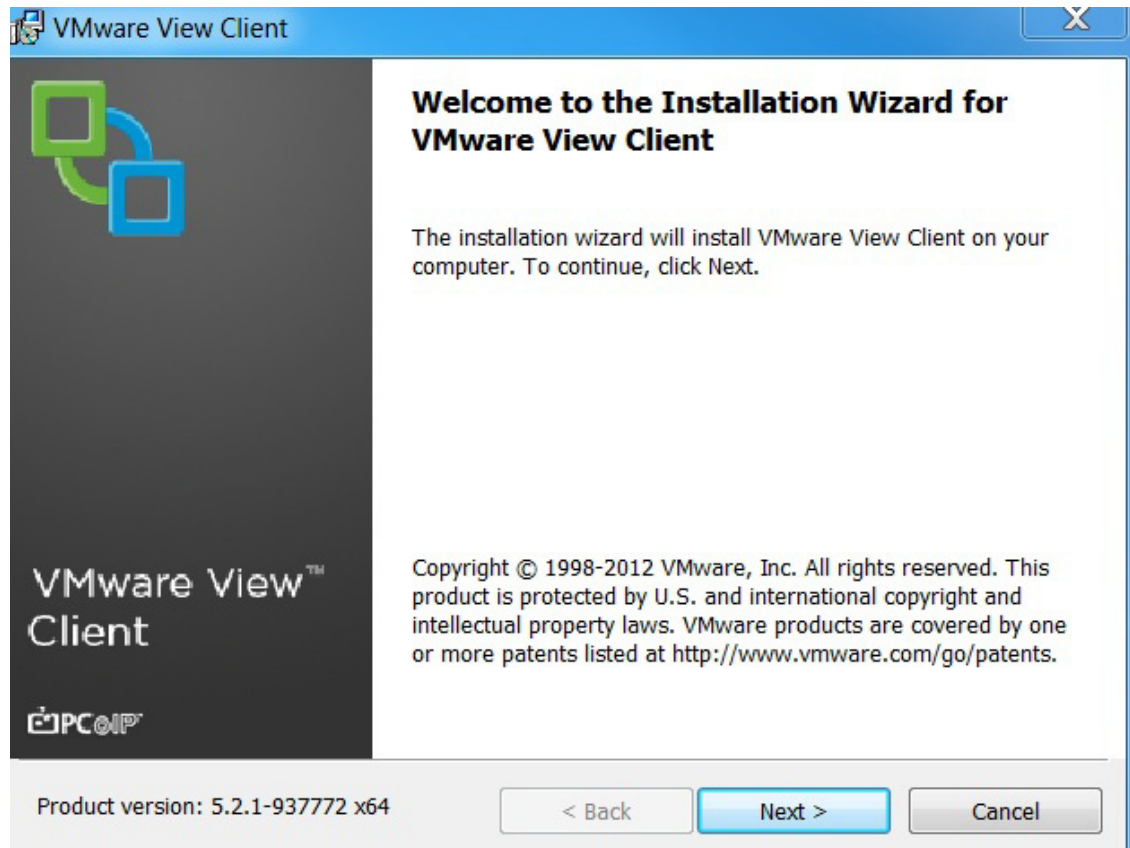 VMware View Client
Welcome to the Installation Wizard for
VMware View Client
The installation wizard will install VMware View Client on your
computer. To continue, click Next.
Copyright © 1998-2012 VMware, Inc. All rights reserved. This
product is protected by U.S. and international copyright and
intellectual property laws. VMware products are covered by one
or more patents listed at http://www.vmware.com/go/patents.
VMware View™
Client
PCoIP
Product version: 5.2.1-937772 x64
< Back
Next >
Cancel